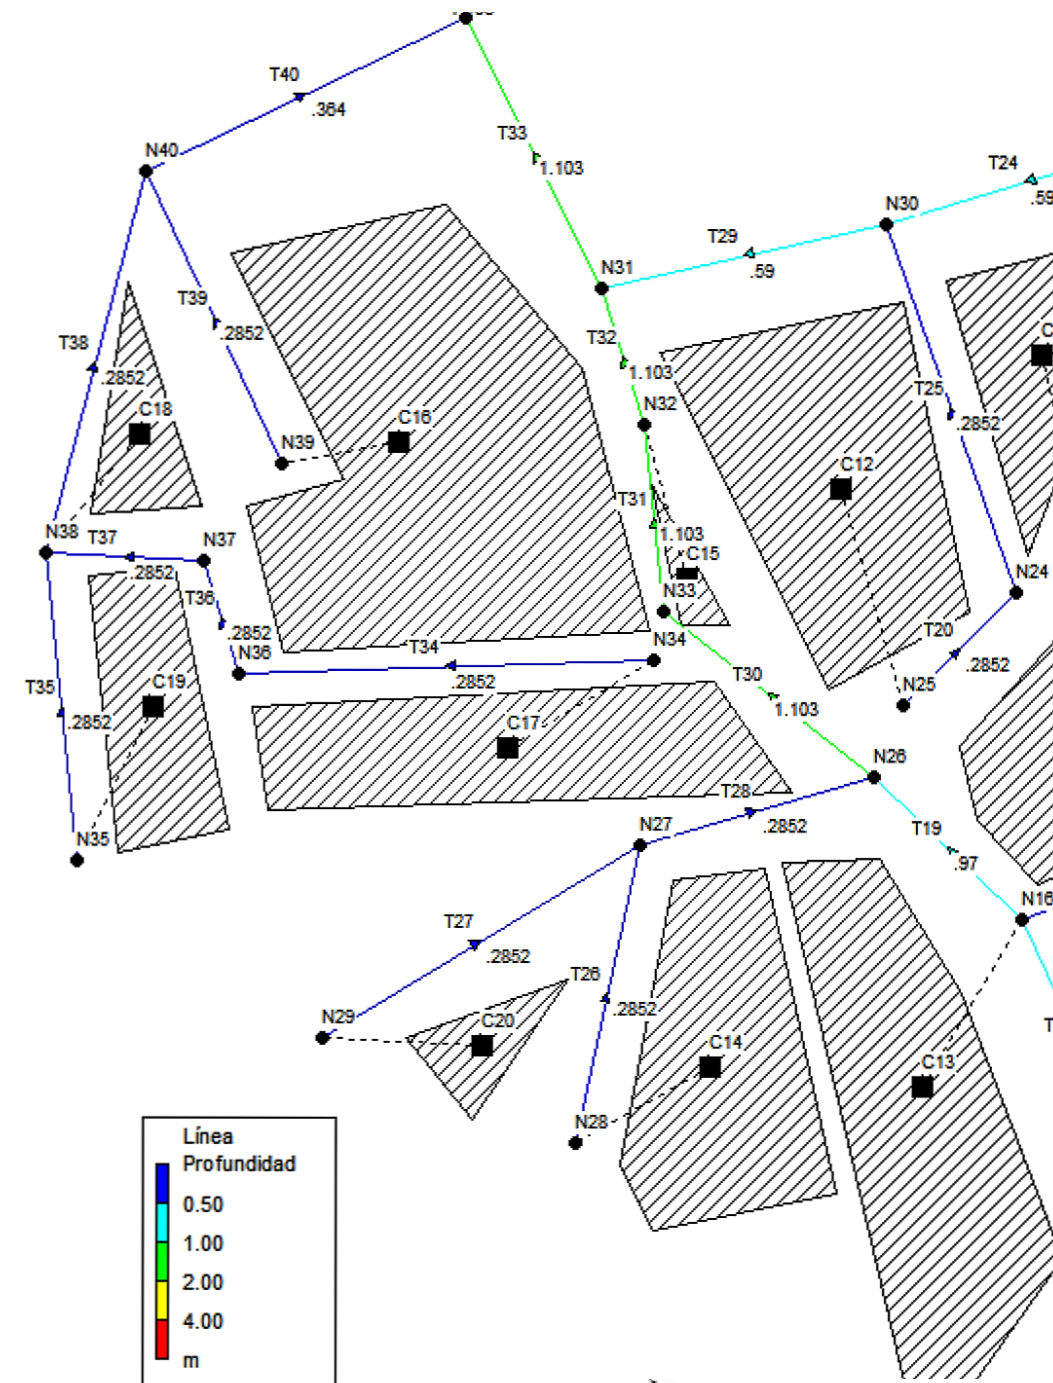 T40
.364
T33
1.103
N40
T24
.59
N30
T29
.59
N31
T39
.2852
T32
1.103
T38
.2852
N32
T25
.2852
C18
C16
N39
C12
T31
1.103
N38
T37
.2852
N37
C15
N24
T36
.2852
N33
N36
T34
.2852
N34
T20
.2852
T35
.2852
C19
T30
1.103
N25
C17
N26
T28
.2852
N27
T19
.97
N35
N16
T27
.2852
T26
.2852
N29
C20
C14
C13
N28
Línea
Profundidad
0.50
1.00
2.00
4.00
m